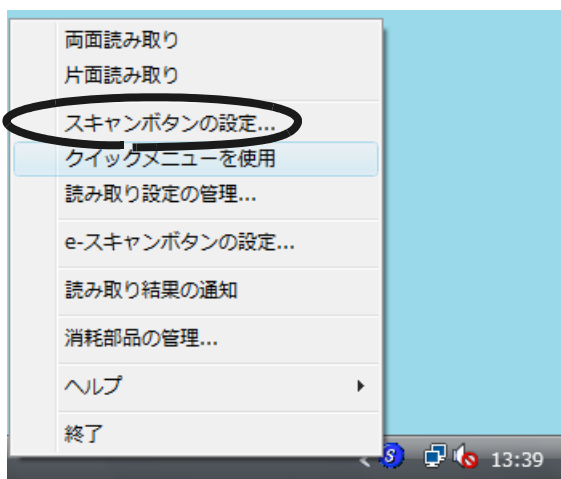 両面読み取り
片面読み取り
スキャンボタンの設定...
クイックメニューを使用
読み取り設定の管理...
e-スキャンボタンの設定...
読み取り結果の通知
消耗部品の管理...
ヘルプ
終了
S
13:39